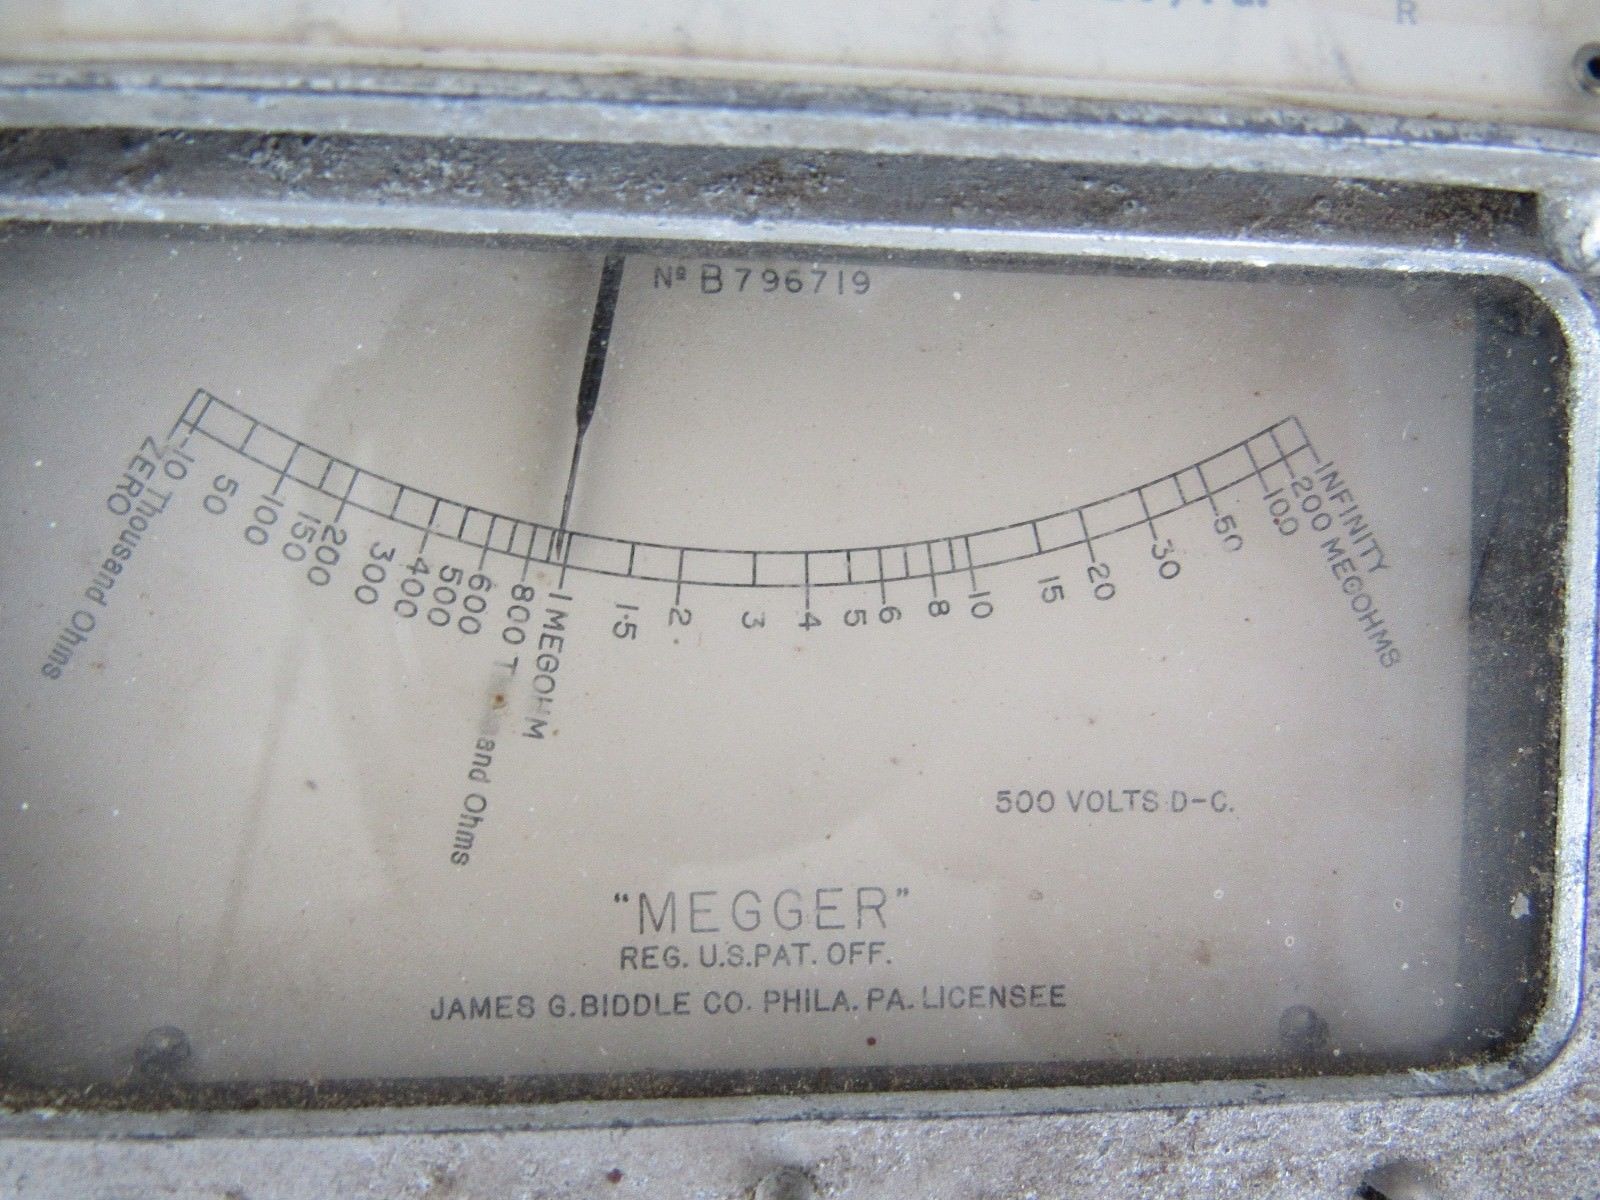 R
Nº B 796719
ZERO
10 Thousand Ohms
50
100
150
200
300
400
500
600
800 T and Ohms
1 MEGOHM
1.5
2
3
4
5
6
8
10
15
20
30
50
100
200 MEGOHMS
INFINITY
500 VOLTS D-C.
"MEGGER"
REG. U.S. PAT. OFF.
JAMES G. BIDDLE CO. PHILA. PA. LICENSEE